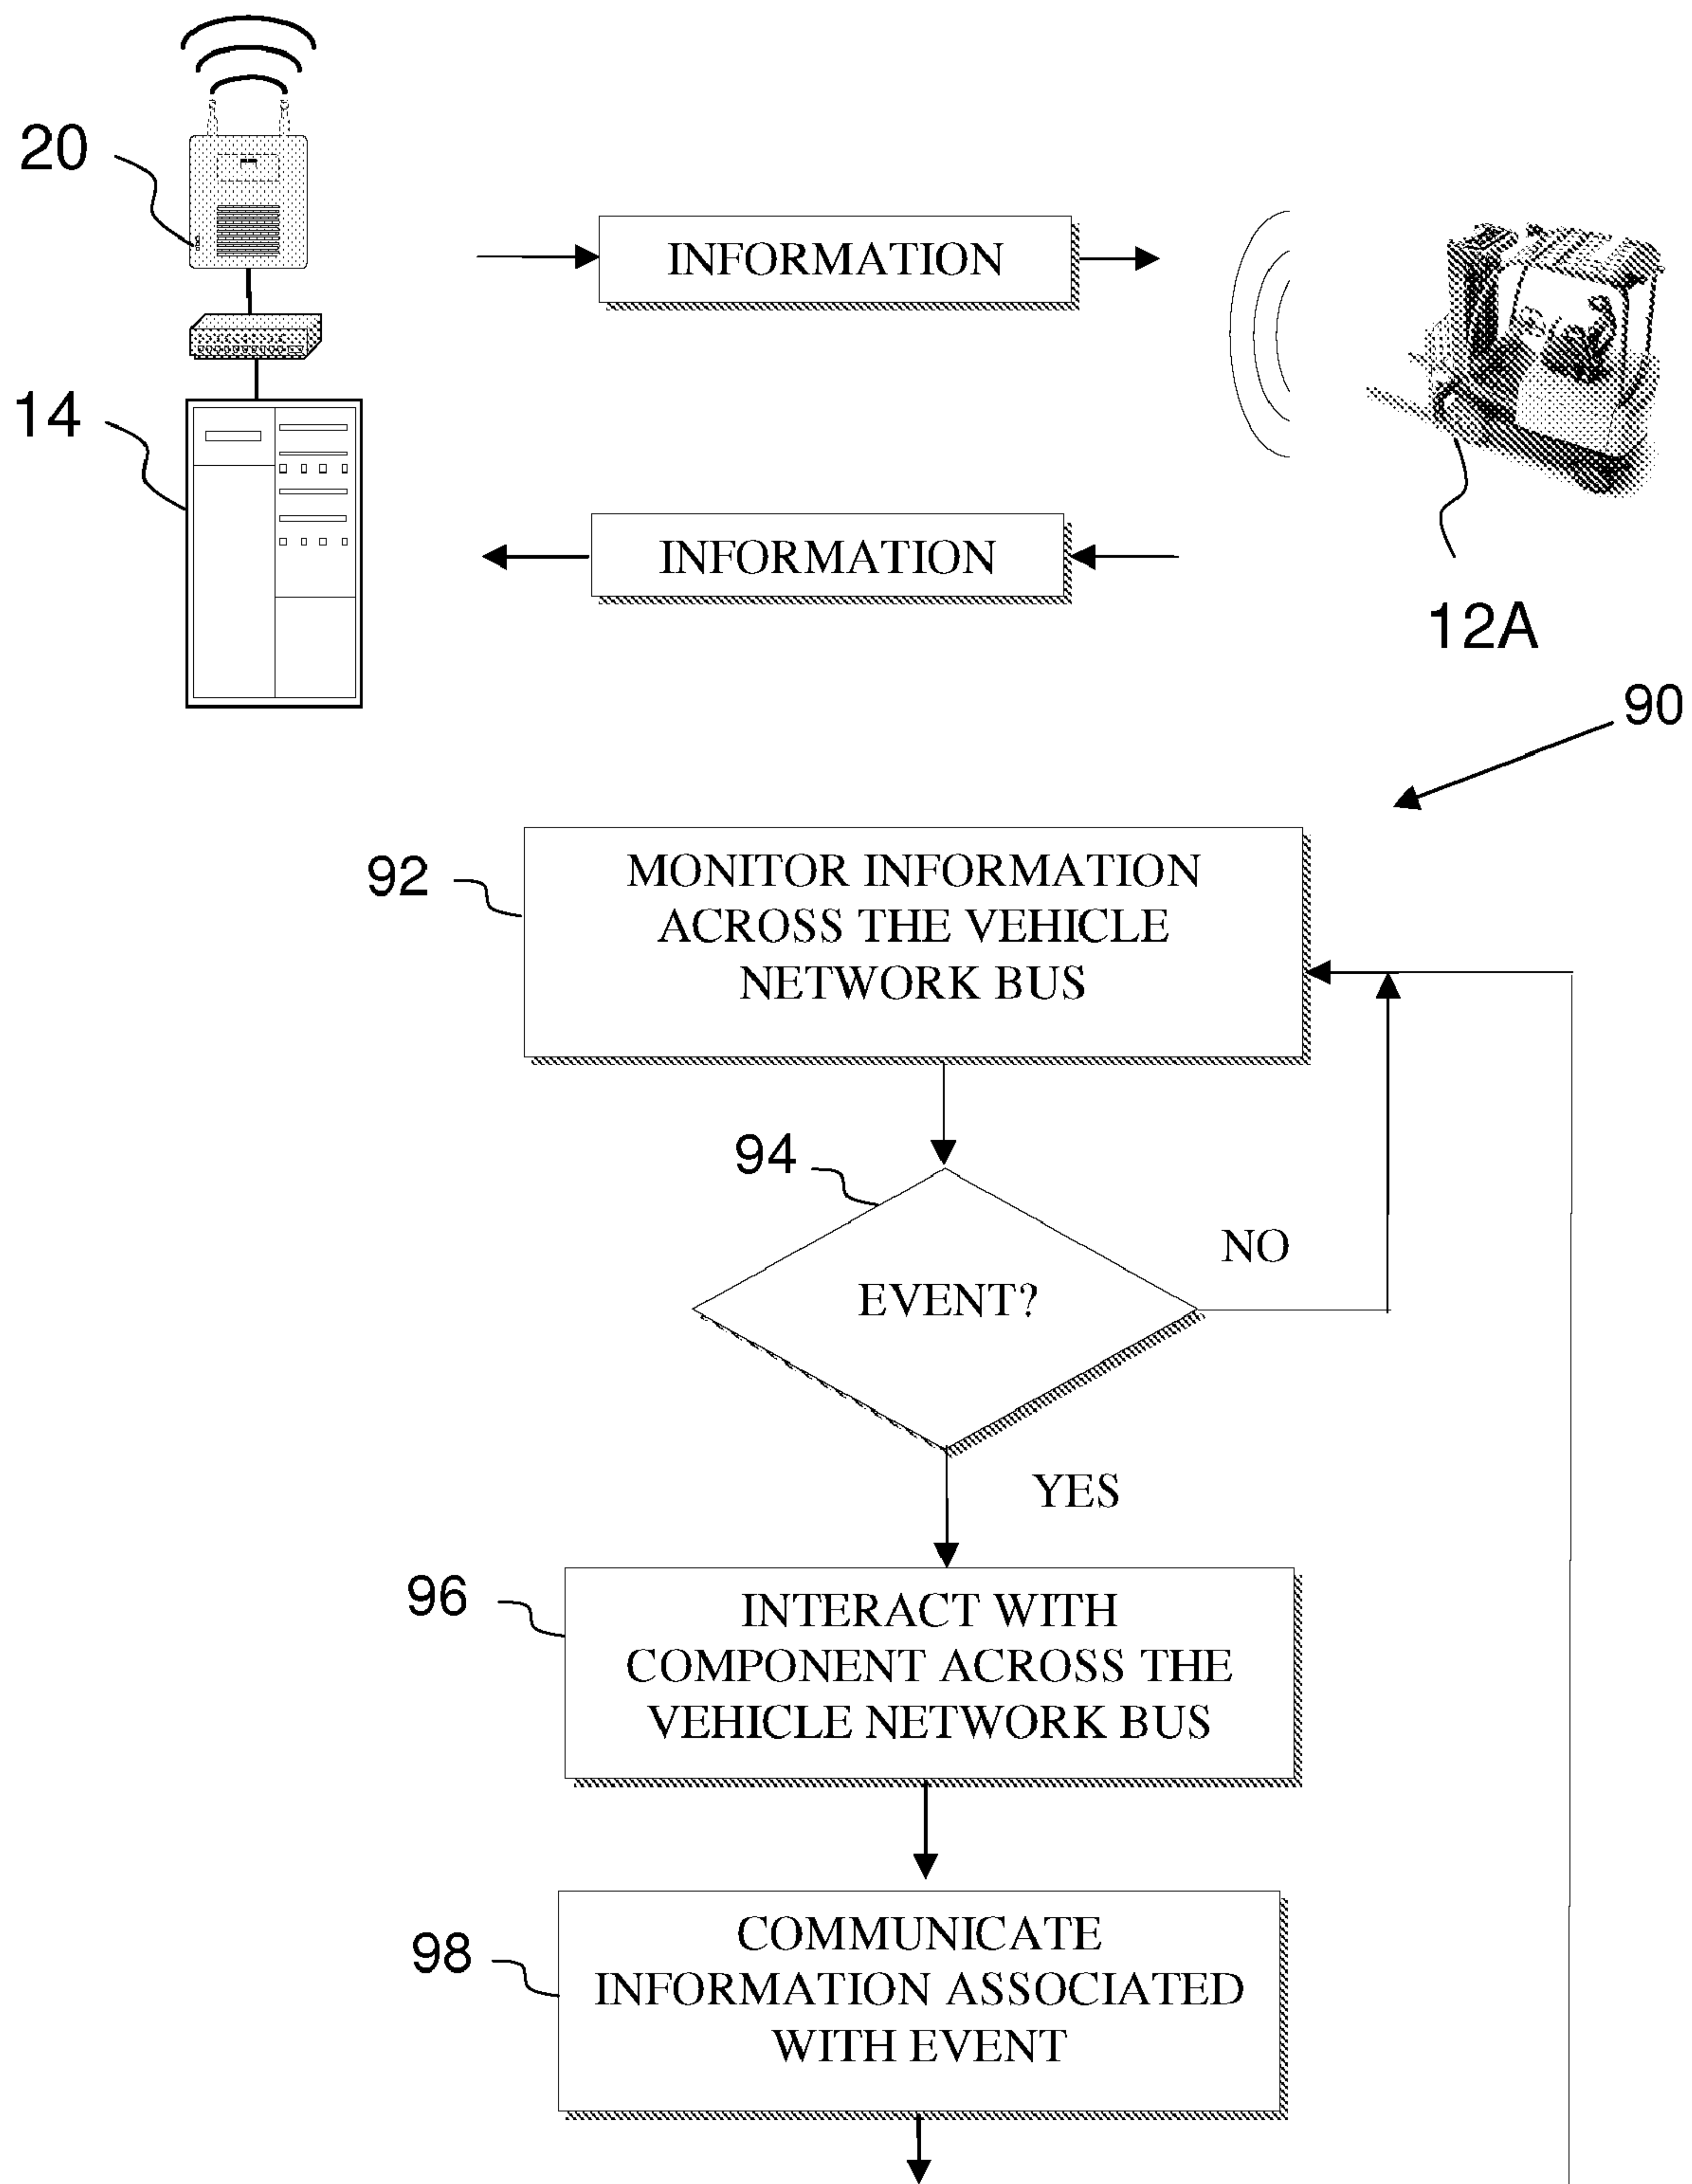 20
INFORMATION
14
INFORMATION
12A
90
92
MONITOR INFORMATION
ACROSS THE VEHICLE
NETWORK BUS
94
NO
EVENT?
YES
96
INTERACT WITH
COMPONENT ACROSS THE
VEHICLE NETWORK BUS
98
COMMUNICATE
INFORMATION ASSOCIATED
WITH EVENT